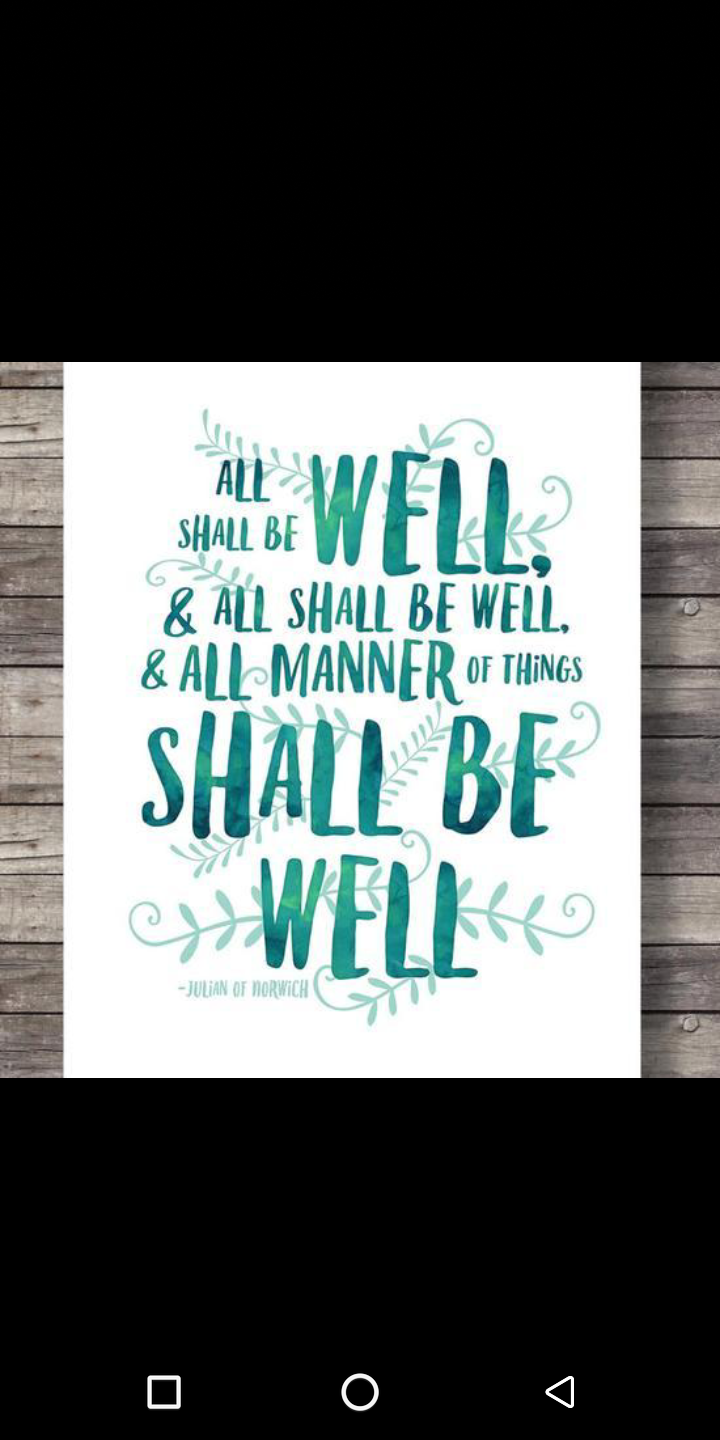 ALL
SHALL BE WELL,
& ALL SHALL BE WELL,
& ALL MANNER OF THINGS
SHALL BE
WELL
-JULIAN OF NORWICH